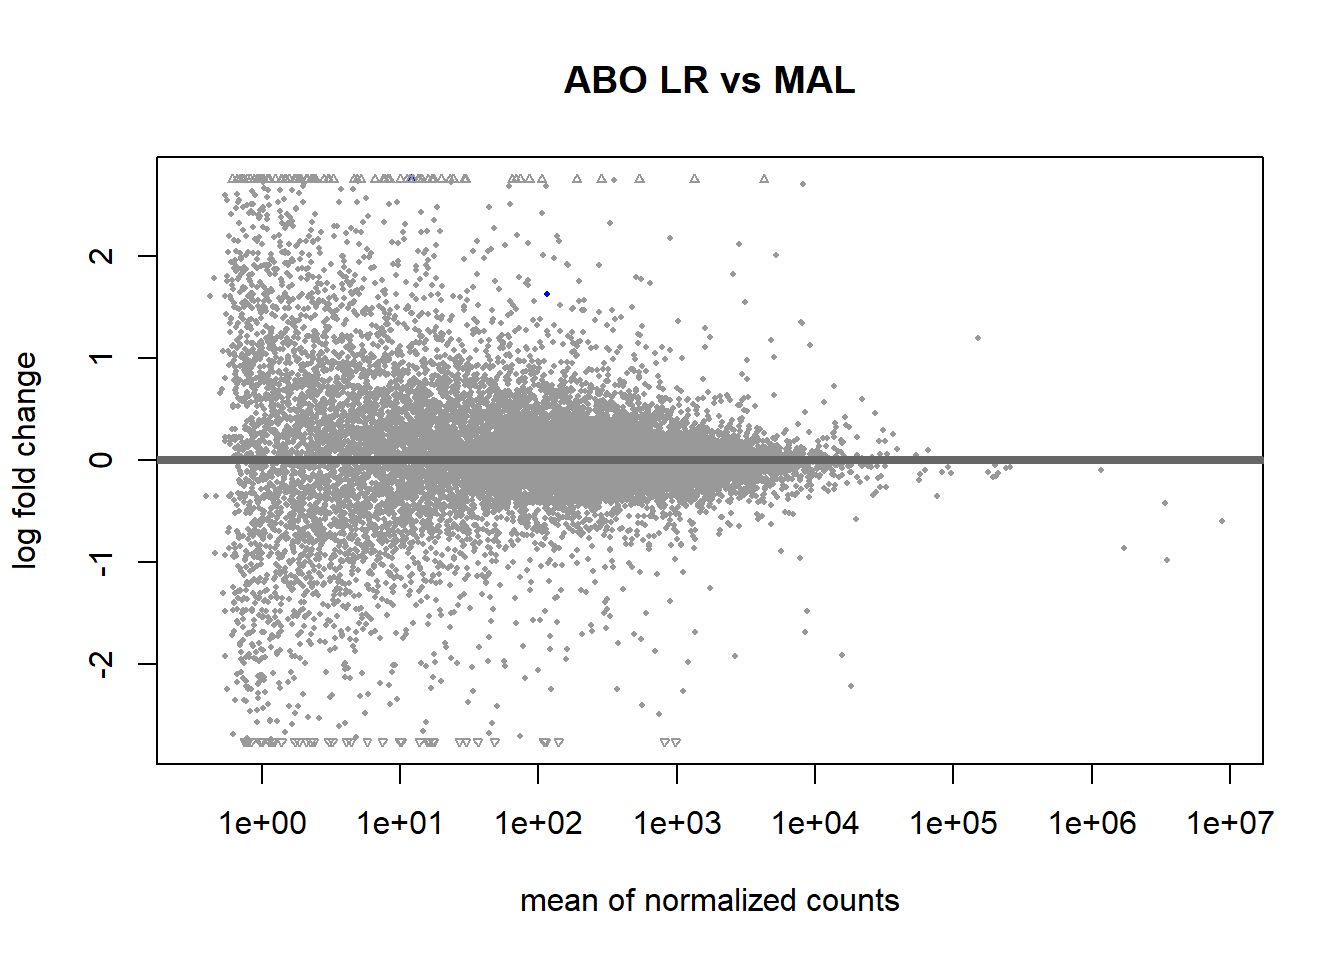 ABO LR vs MAL
log fold change
2
1
0
-1
-2
1e+00 1e+01 1e+02 1e+03 1e+04 1e+05 1e+06 1e+07
mean of normalized counts